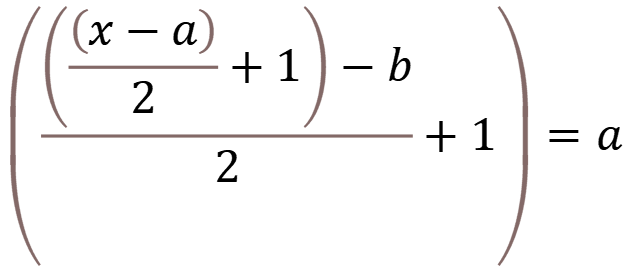 (((x − a)/2 + 1) − b)/2 + 1) = a